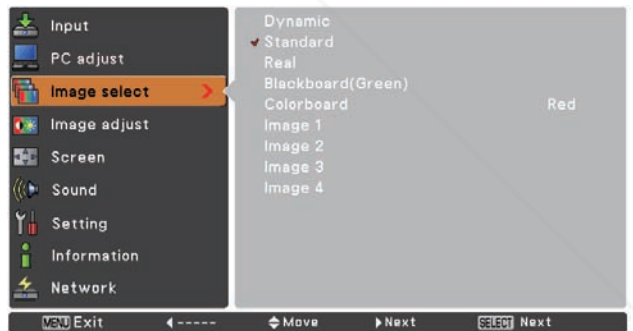 Input
PC adjust
Image select
Image adjust
Screen
Sound
Setting
Information
Network
Dynamic
Standard
Real
Blackboard(Green)
Colorboard Red
Image 1
Image 2
Image 3
Image 4
MENU Exit ----- Move Next SELECT Next